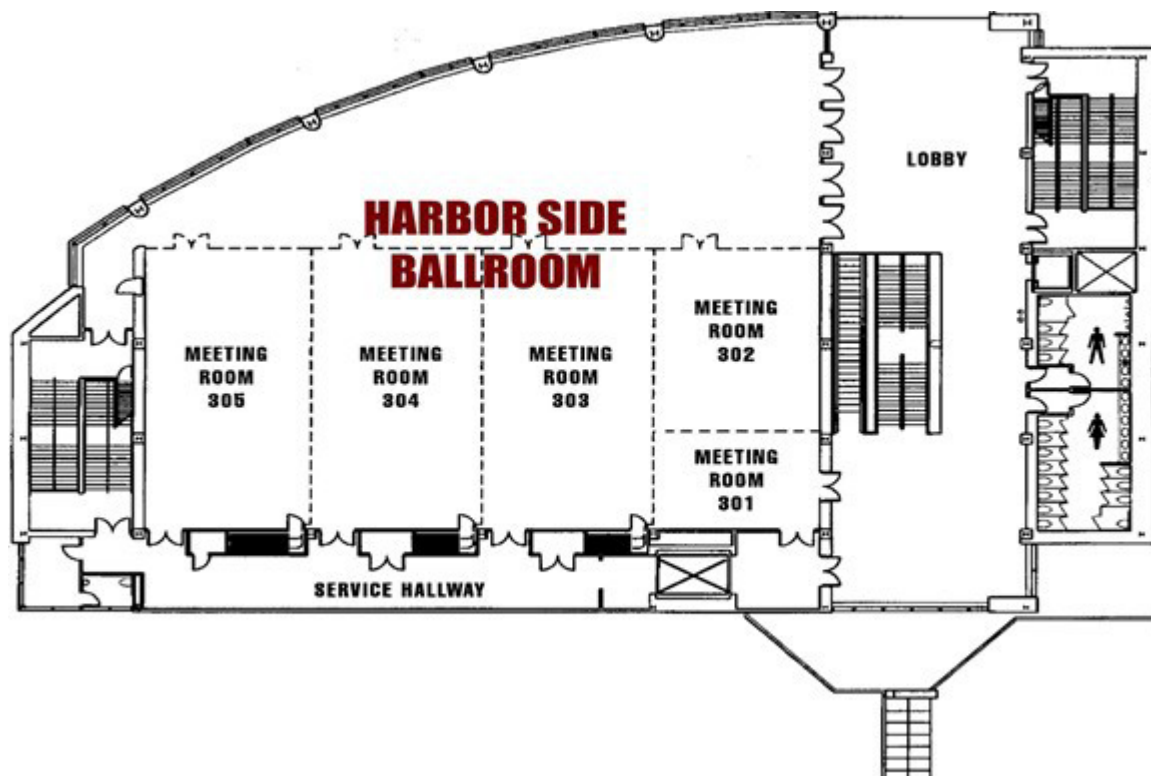 LOBBY
HARBOR SIDE
BALLROOM
MEETING
ROOM
305
MEETING
ROOM
304
MEETING
ROOM
303
MEETING
ROOM
302
MEETING
ROOM
301
SERVICE HALLWAY